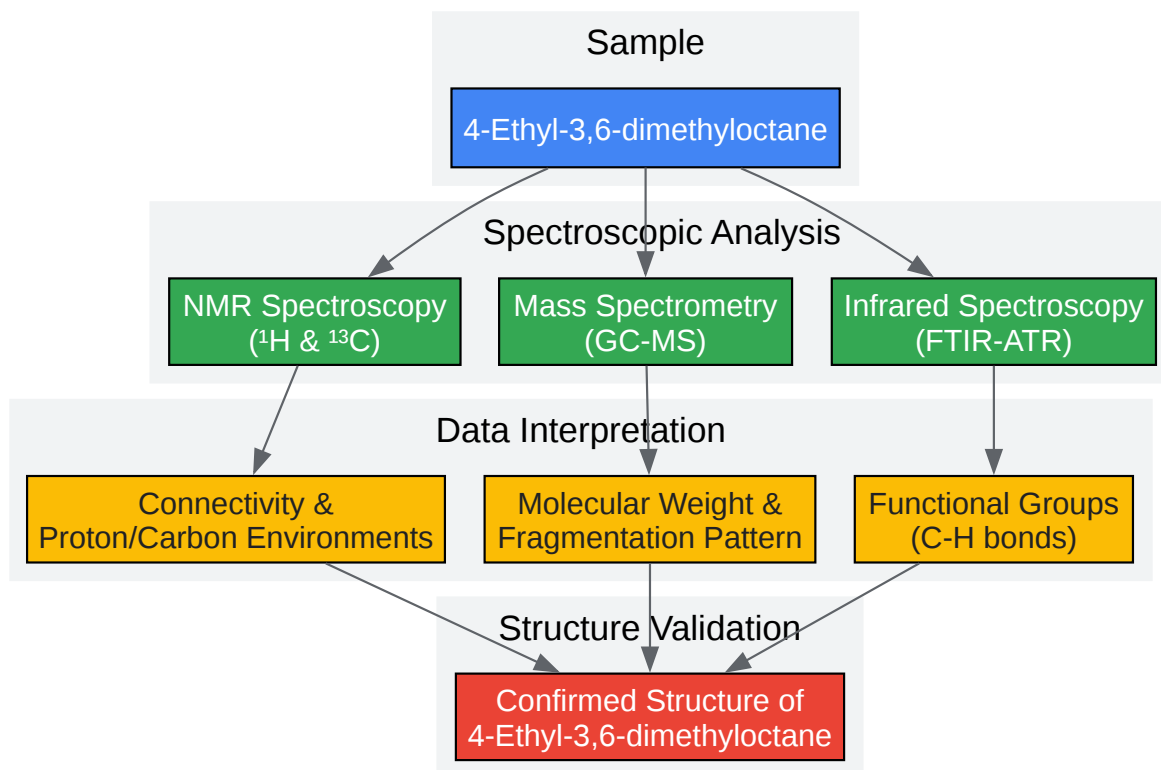 Sample
4-Ethyl-3,6-dimethyloctane
Spectroscopic Analysis
NMR Spectroscopy
(¹H & ¹³C)
Mass Spectrometry
(GC-MS)
Infrared Spectroscopy
(FTIR-ATR)
Data Interpretation
Connectivity &
Proton/Carbon Environments
Molecular Weight &
Fragmentation Pattern
Functional Groups
(C-H bonds)
Structure Validation
Confirmed Structure of
4-Ethyl-3,6-dimethyloctane